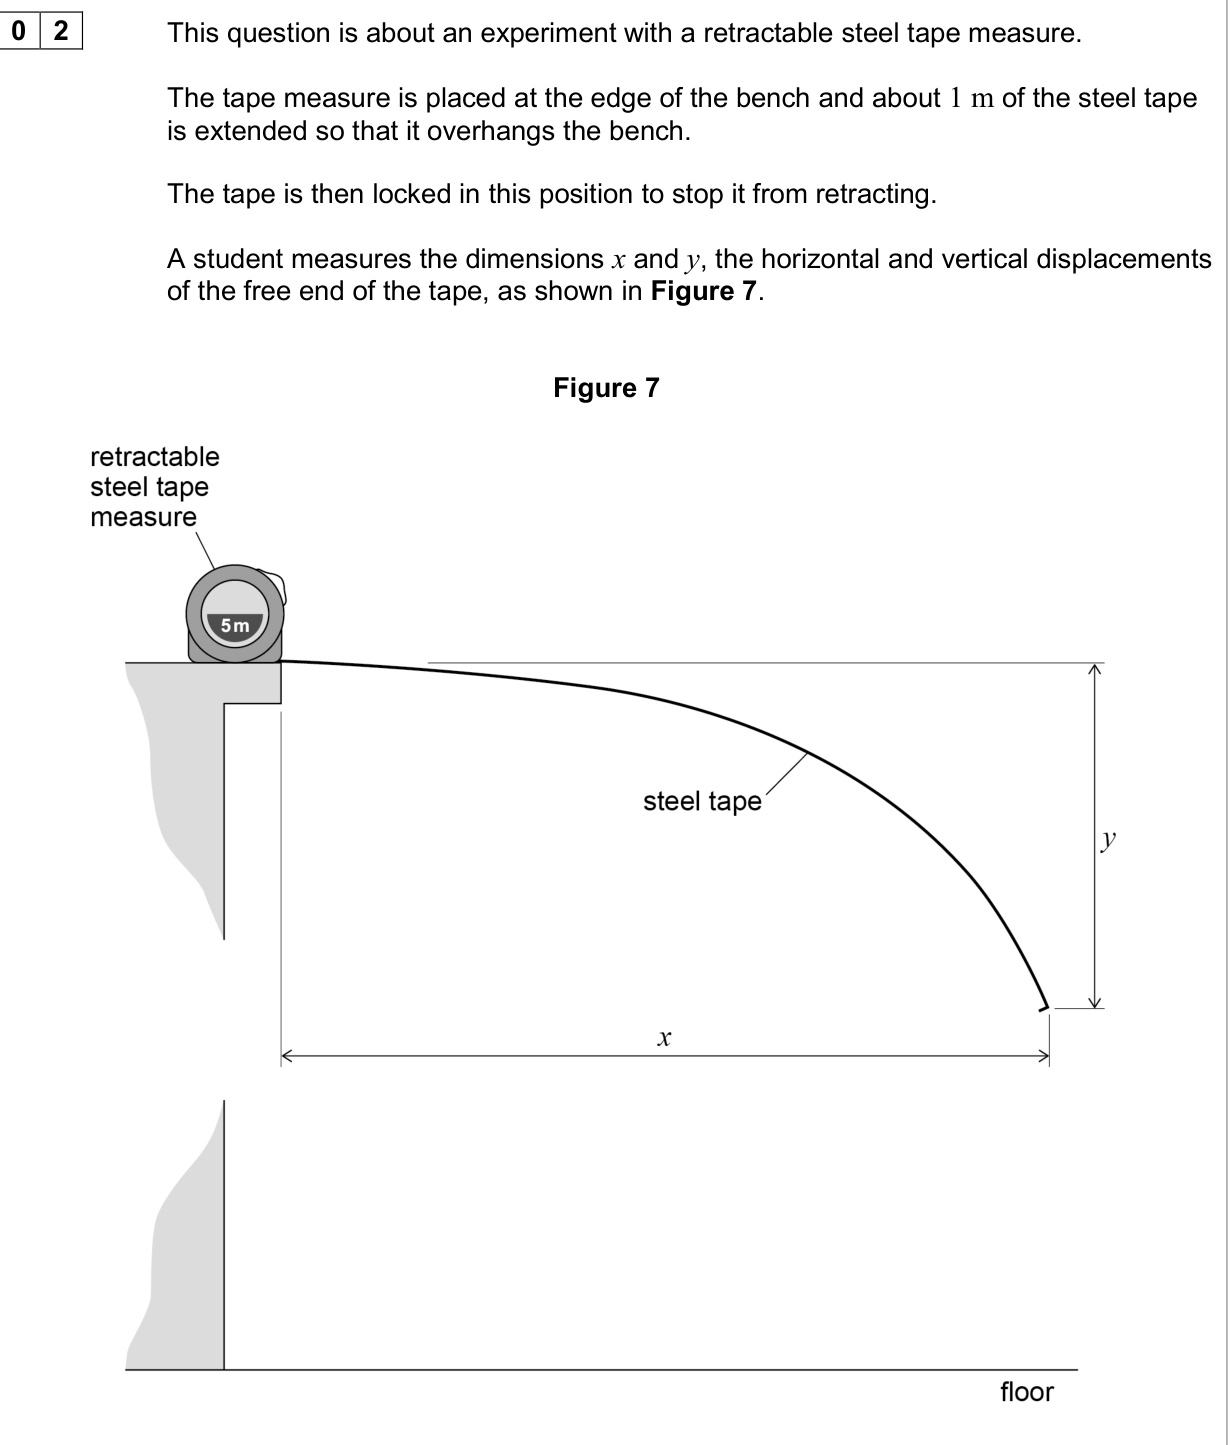 0 2
This question is about an experiment with a retractable steel tape measure.
The tape measure is placed at the edge of the bench and about 1 m of the steel tape
is extended so that it overhangs the bench.
The tape is then locked in this position to stop it from retracting.
A student measures the dimensions x and y, the horizontal and vertical displacements
of the free end of the tape, as shown in Figure 7.
Figure 7
retractable
steel tape
measure
5m
steel tape
y
x
floor